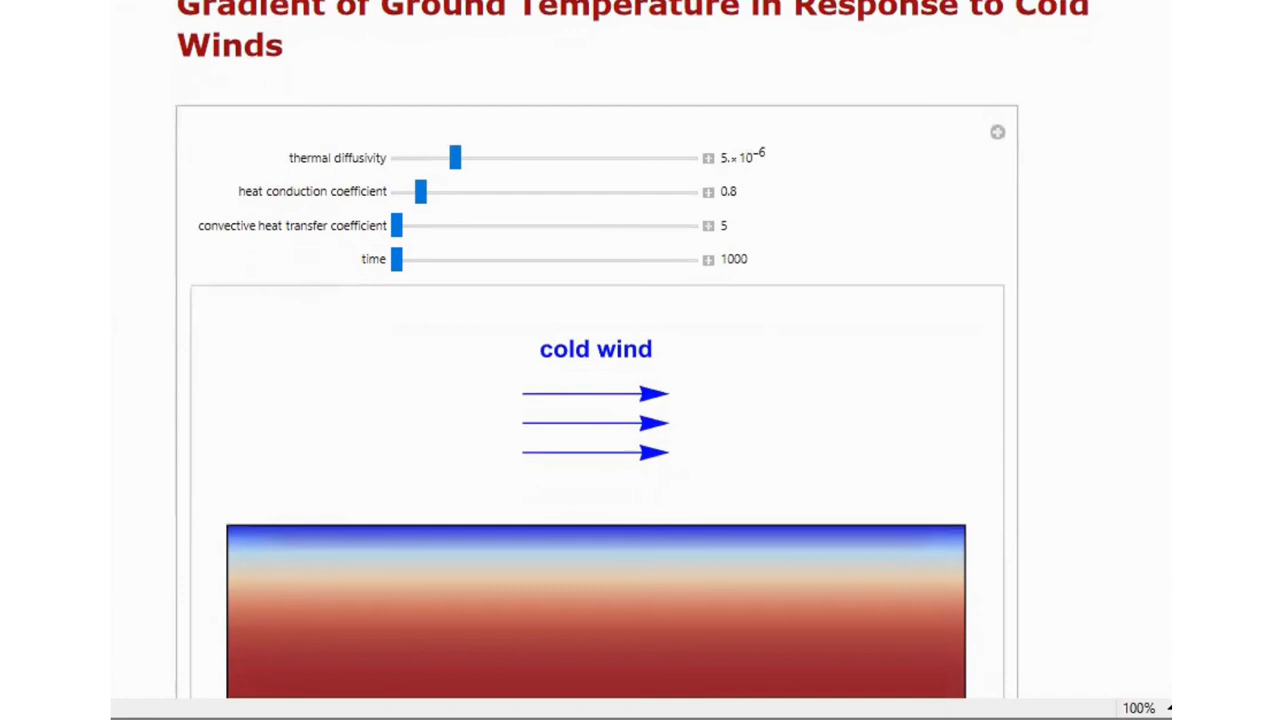 Gradient of Ground Temperature in Response to Cold
Winds
thermal diffusivity 5.×10⁻⁶
heat conduction coefficient 0.8
convective heat transfer coefficient 5
time 1000
cold wind
100%